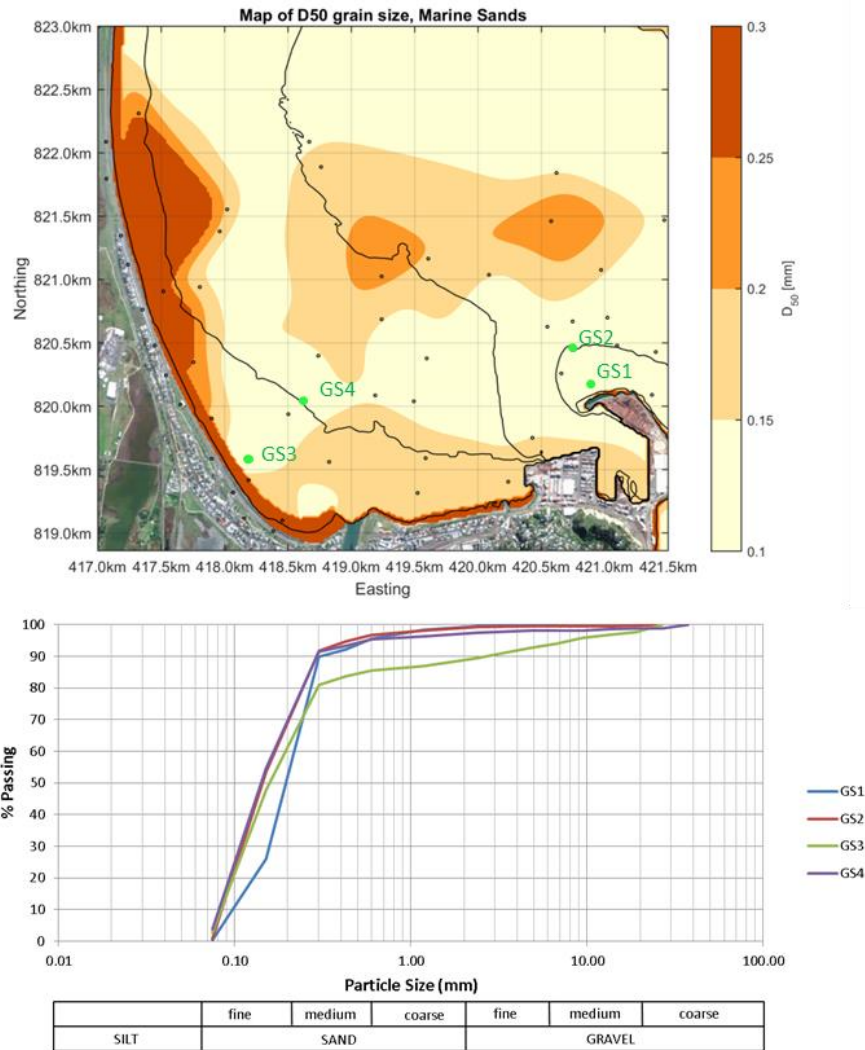 Map of D50 grain size, Marine Sands
823.0km
822.5km
822.0km
821.5km
821.0km
820.5km
820.0km
819.5km
819.0km
Northing
417.0km 417.5km 418.0km 418.5km 419.0km 419.5km 420.0km 420.5km 421.0km 421.5km
Easting
GS2
GS1
GS4
GS3
0.3
0.25
0.2
0.15
0.1
D50 [mm]
100
90
80
70
60
50
40
30
20
10
0
% Passing
0.01 0.10 1.00 10.00 100.00
Particle Size (mm)
GS1
GS2
GS3
GS4
fine medium coarse fine medium coarse
SILT SAND GRAVEL